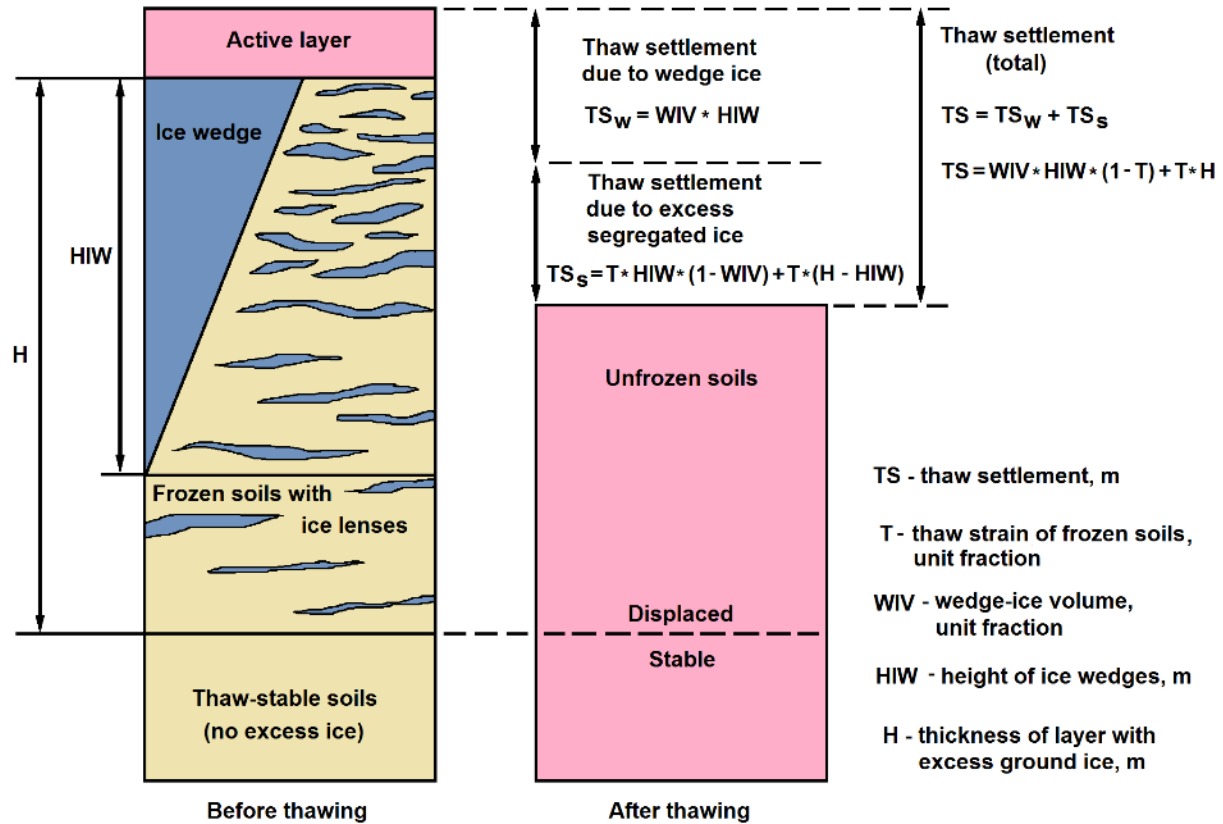 Active layer
Ice wedge
HIW
H
Frozen soils with
ice lenses
Thaw-stable soils
(no excess ice)
Before thawing
Thaw settlement
due to wedge ice
TSw = WIV * HIW
Thaw settlement
due to excess
segregated ice
TSs = T* HIW * (1 - WIV) + T* (H - HIW)
Unfrozen soils
Displaced
Stable
After thawing
Thaw settlement
(total)
TS = TSw + TSs
TS = WIV* HIW * (1 - T) + T* H
TS - thaw settlement, m
T - thaw strain of frozen soils,
unit fraction
WIV - wedge-ice volume,
unit fraction
HIW - height of ice wedges, m
H - thickness of layer with
excess ground ice, m